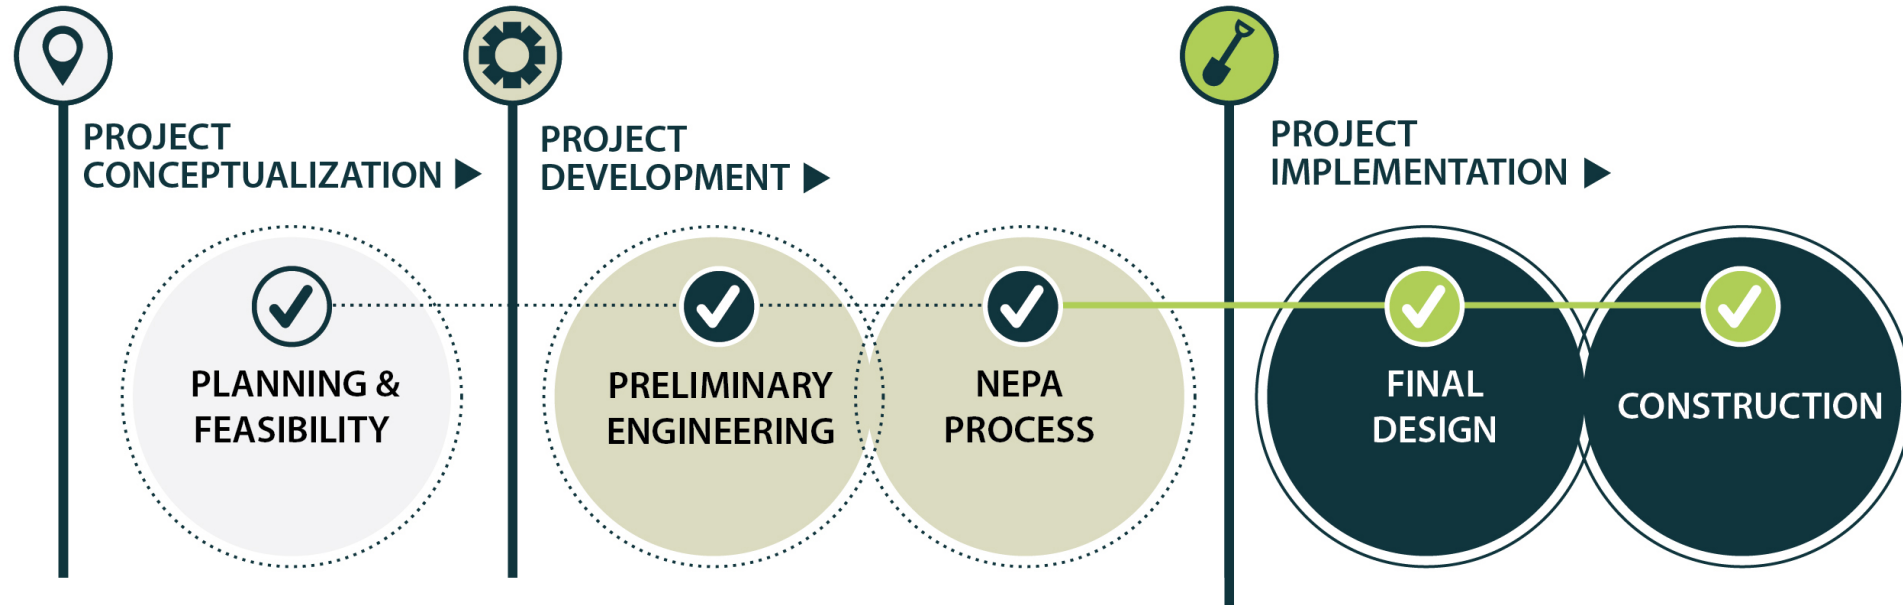 PROJECT
CONCEPTUALIZATION
PLANNING &
FEASIBILITY
PROJECT
DEVELOPMENT
PRELIMINARY
ENGINEERING
NEPA
PROCESS
PROJECT
IMPLEMENTATION
FINAL
DESIGN
CONSTRUCTION